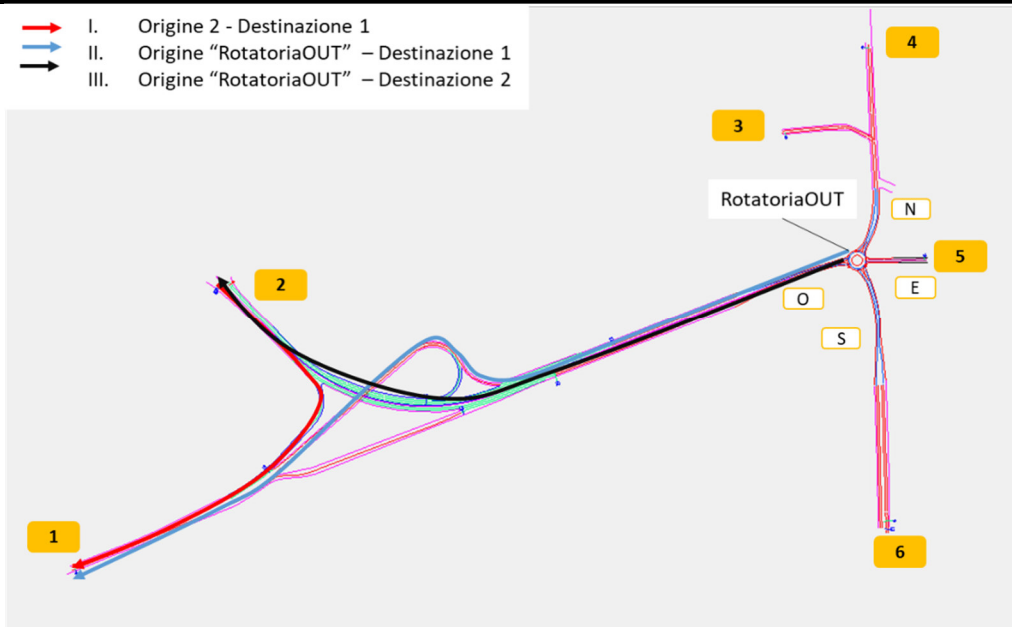 I. Origine 2 - Destinazione 1
II. Origine “RotatoriaOUT” – Destinazione 1
III. Origine “RotatoriaOUT” – Destinazione 2
4
3
RotatoriaOUT
N
5
E
2
O
S
1
6